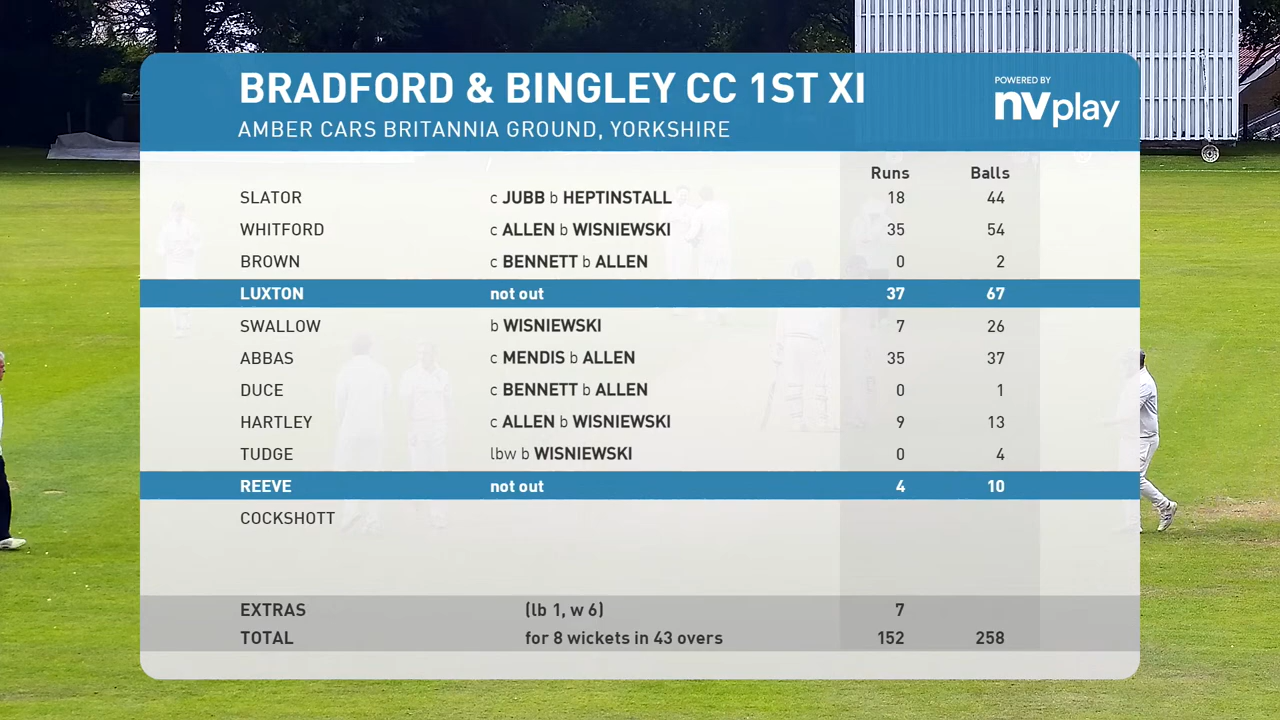 BRADFORD & BINGLEY CC 1ST XI
AMBER CARS BRITANNIA GROUND, YORKSHIRE
POWERED BY
nvplay
Runs Balls
SLATOR c JUBB b HEPTINSTALL 18 44
WHITFORD c ALLEN b WISNIEWSKI 35 54
BROWN c BENNETT b ALLEN 0 2
LUXTON not out 37 67
SWALLOW b WISNIEWSKI 7 26
ABBAS c MENDIS b ALLEN 35 37
DUCE c BENNETT b ALLEN 0 1
HARTLEY c ALLEN b WISNIEWSKI 9 13
TUDGE lbw b WISNIEWSKI 0 4
REEVE not out 4 10
COCKSHOTT
EXTRAS (lb 1, w 6) 7
TOTAL for 8 wickets in 43 overs 152 258